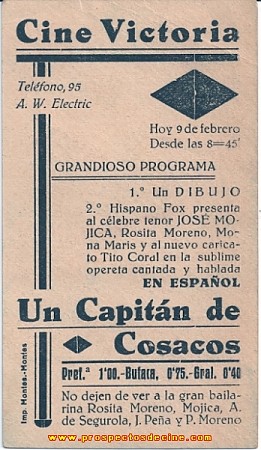 Cine Victoria
Teléfono, 95
A. W. Electric
Hoy 9 de febrero
Desde las 8=45'
GRANDIOSO PROGRAMA
1.º Un DIBUJO
2.º Hispano Fox presenta
al célebre tenor JOSÉ MO-
JICA, Rosita Moreno, Mo-
na Maris y al nuevo carica-
to Tito Coral en la sublime
opereta cantada y hablada
EN ESPAÑOL
Un Capitán de
Cosacos
Pref.ª 1'00.-Butaca, 0'75.-Gral. 0'40
No dejen de ver a la gran baila-
rina Rosita Moreno, Mojica, A.
de Segurola, J. Peña y P. Moreno
Imp. Montes.-Montes
www.prospectosdecine.com